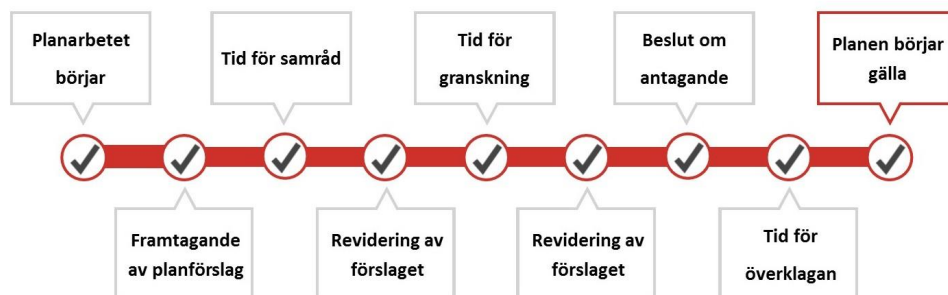 Planarbetet
börjar
Tid för samråd
Tid för
granskning
Beslut om
antagande
Planen börjar
gälla
Framtagande
av planförslag
Revidering av
förslaget
Revidering av
förslaget
Tid för
överklagan